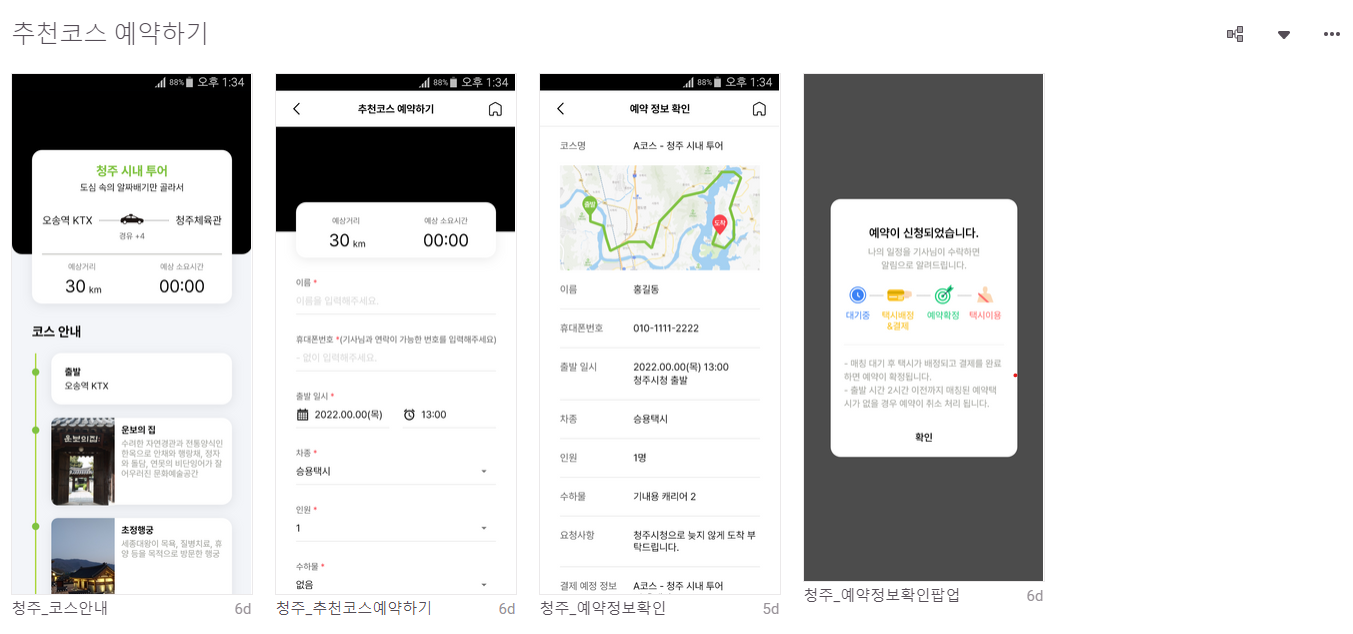 추천코스 예약하기
88% 오후 1:34
청주 시내 투어
도심 속의 알짜배기만 골라서
오송역 KTX
청주체육관
경유 +4
예상거리
예상 소요시간
30 km
00:00
코스 안내
출발
오송역 KTX
운보의집
운보의 집
수려한 자연경관과 전통양식인
한옥으로 안채와 행랑채, 정자
와 돌담, 연못의 비단잉어가 잘
어우러진 문화예술공간
초정행궁
세종대왕이 목욕, 질병치료, 휴
양 등을 목적으로 방문한 행궁
청주_코스안내
6d
88% 오후 1:34
추천코스 예약하기
예상거리
예상 소요시간
30 km
00:00
이름 *
이름을 입력해주세요.
휴대폰번호 *(기사님과 연락이 가능한 번호를 입력해주세요)
- 없이 입력해주세요.
출발 일시 *
2022.00.00(목)
13:00
차종 *
승용택시
인원 *
1
수하물 *
없음
청주_추천코스예약하기
6d
88% 오후 1:34
예약 정보 확인
코스명
A코스 - 청주 시내 투어
출발
도착
이름
홍길동
휴대폰번호
010-1111-2222
출발 일시
2022.00.00(목) 13:00
청주시청 출발
차종
승용택시
인원
1명
수하물
기내용 캐리어 2
요청사항
청주시청으로 늦지 않게 도착 부
탁드립니다.
결제 예정 정보
A코스 - 청주 시내 투어
청주_예약정보확인
5d
예약이 신청되었습니다.
나의 일정을 기사님이 수락하면
알림으로 알려드립니다.
대기중
택시배정
&결제
예약확정
택시이용
- 매칭 대기 후 택시가 배정되고 결제를 완료
하면 예약이 확정됩니다.
- 출발 시간 2시간 이전까지 매칭된 예약택
시가 없을 경우 예약이 취소 처리 됩니다.
확인
청주_예약정보확인팝업
6d